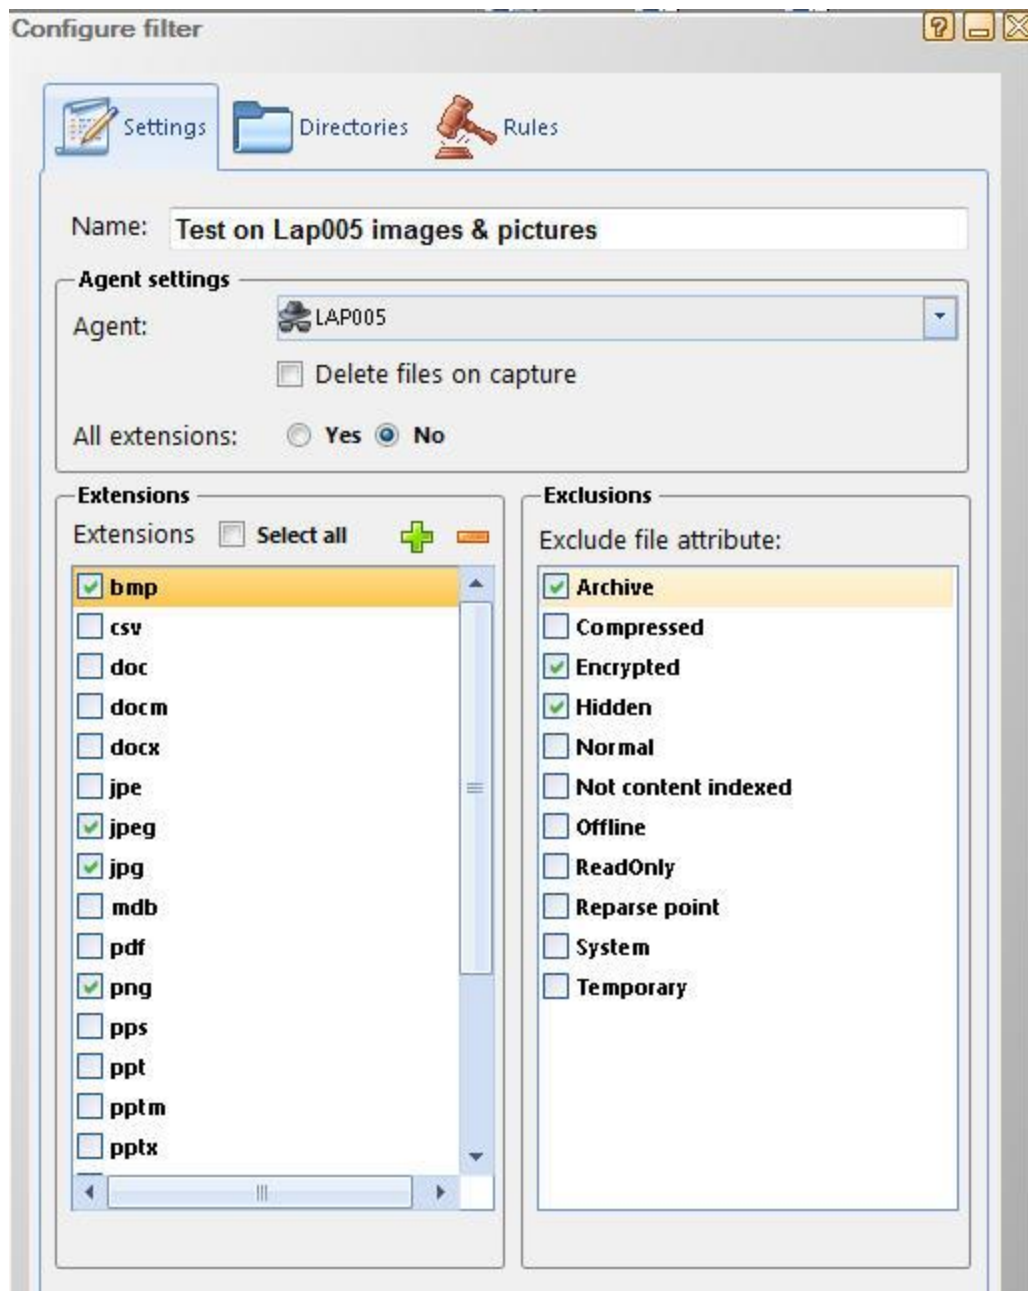 Configure filter
Settings Directories Rules
Name: Test on Lap005 images & pictures
Agent settings
Agent: LAP005
Delete files on capture
All extensions: Yes No
Extensions
Extensions Select all
bmp
csv
doc
docm
docx
jpe
jpeg
jpg
mdb
pdf
png
pps
ppt
pptm
pptx
Exclusions
Exclude file attribute:
Archive
Compressed
Encrypted
Hidden
Normal
Not content indexed
Offline
ReadOnly
Reparse point
System
Temporary